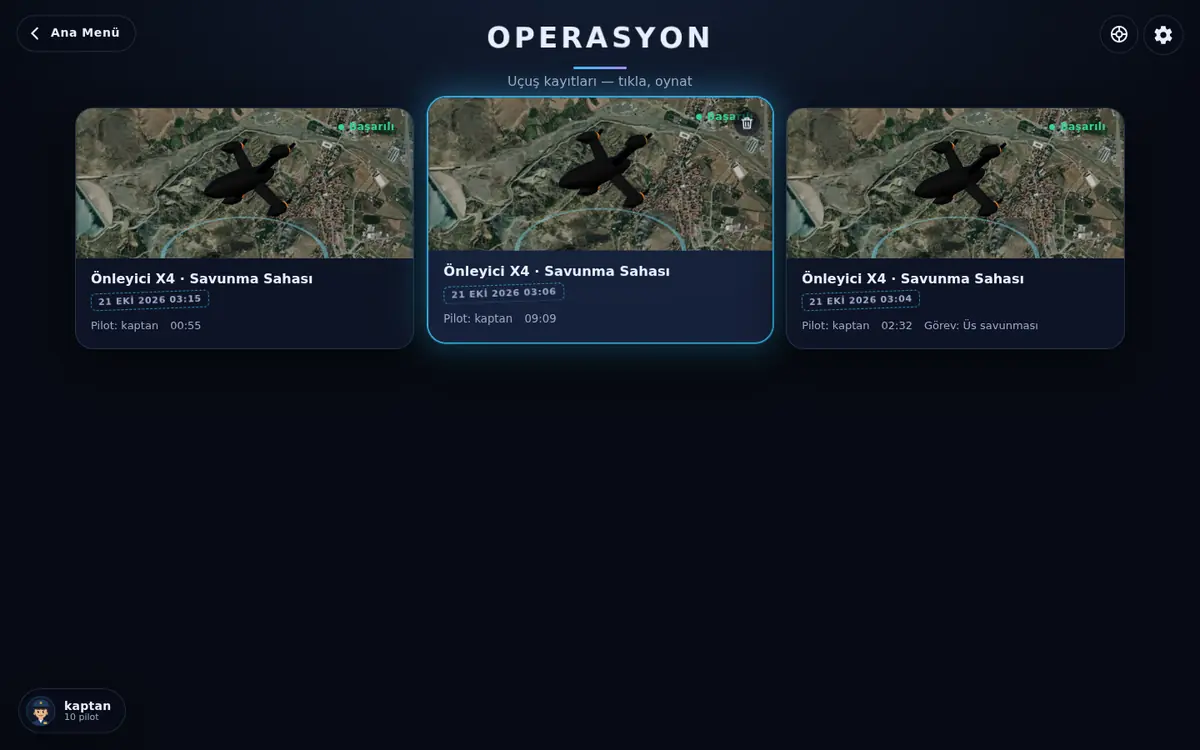 Ana Menü
OPERASYON
Uçuş kayıtları — tıkla, oynat
Başarılı
Önleyici X4 · Savunma Sahası
21 EKİ 2026 03:15
Pilot: kaptan 00:55
Başa
Önleyici X4 · Savunma Sahası
21 EKİ 2026 03:06
Pilot: kaptan 09:09
Başarılı
Önleyici X4 · Savunma Sahası
21 EKİ 2026 03:04
Pilot: kaptan 02:32 Görev: Üs savunması
kaptan
10 pilot